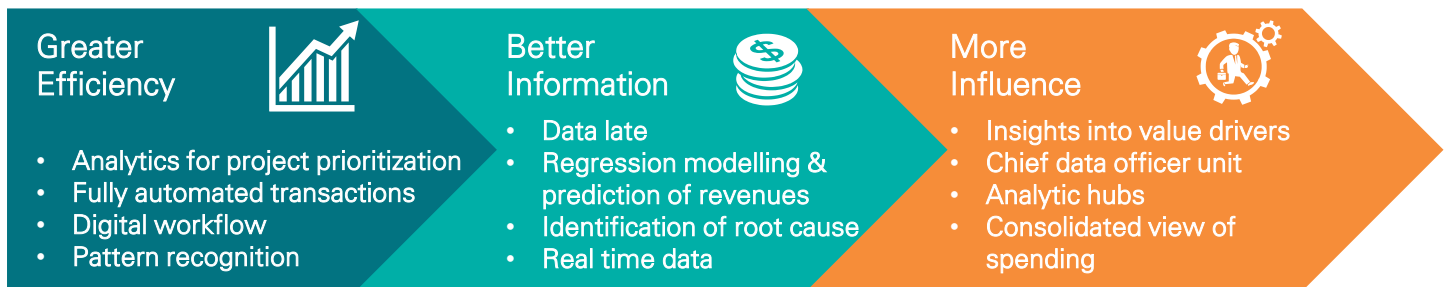 Greater
Efficiency
• Analytics for project prioritization
• Fully automated transactions
• Digital workflow
• Pattern recognition
Better
Information
$
• Data late
• Regression modelling &
prediction of revenues
• Identification of root cause
• Real time data
More
Influence
• Insights into value drivers
• Chief data officer unit
• Analytic hubs
• Consolidated view of
spending